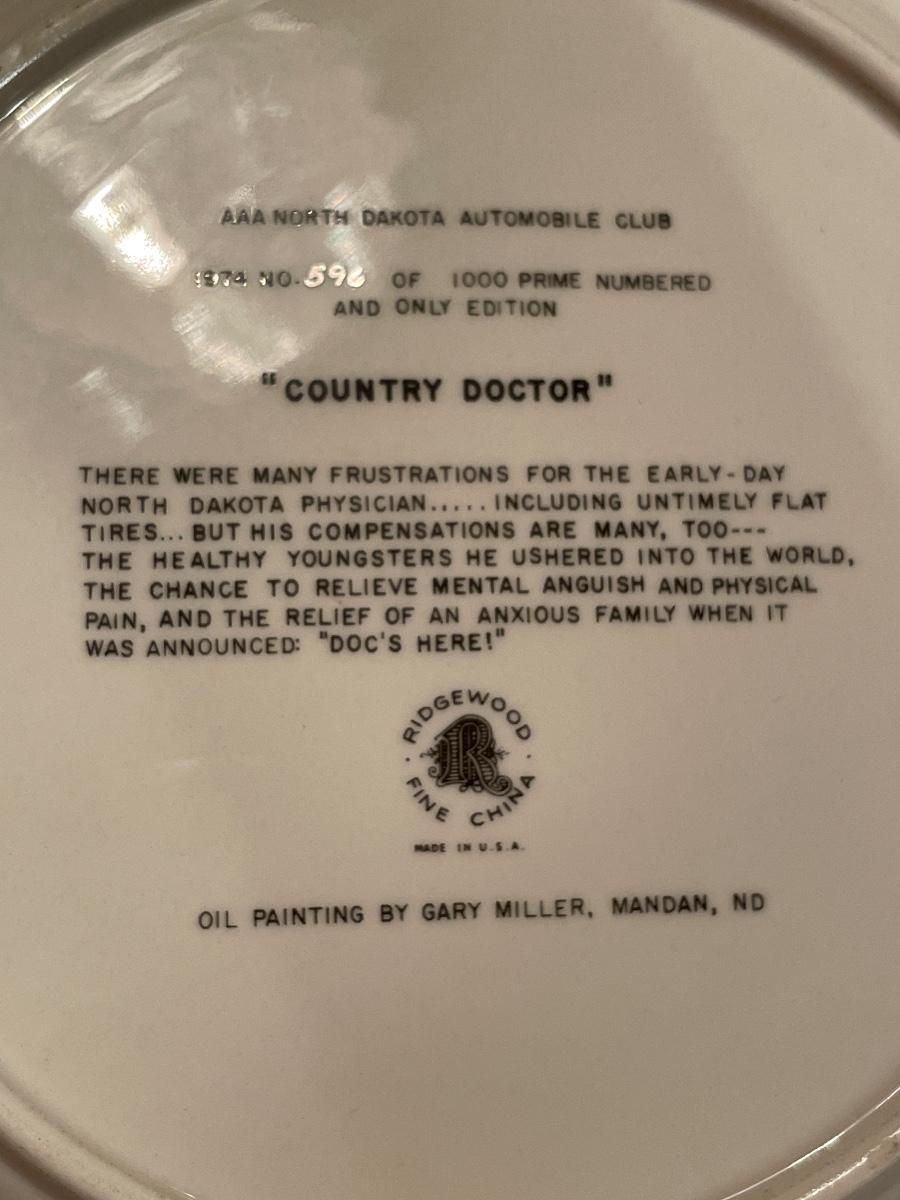 AAA NORTH DAKOTA AUTOMOBILE CLUB
1974 NO. 596 OF 1000 PRIME NUMBERED
AND ONLY EDITION
"COUNTRY DOCTOR"
THERE WERE MANY FRUSTRATIONS FOR THE EARLY-DAY
NORTH DAKOTA PHYSICIAN.....INCLUDING UNTIMELY FLAT
TIRES...BUT HIS COMPENSATIONS ARE MANY, TOO---
THE HEALTHY YOUNGSTERS HE USHERED INTO THE WORLD,
THE CHANCE TO RELIEVE MENTAL ANGUISH AND PHYSICAL
PAIN, AND THE RELIEF OF AN ANXIOUS FAMILY WHEN IT
WAS ANNOUNCED: "DOC'S HERE!"
RIDGEWOOD
R
FINE CHINA
MADE IN U.S.A.
OIL PAINTING BY GARY MILLER, MANDAN, ND